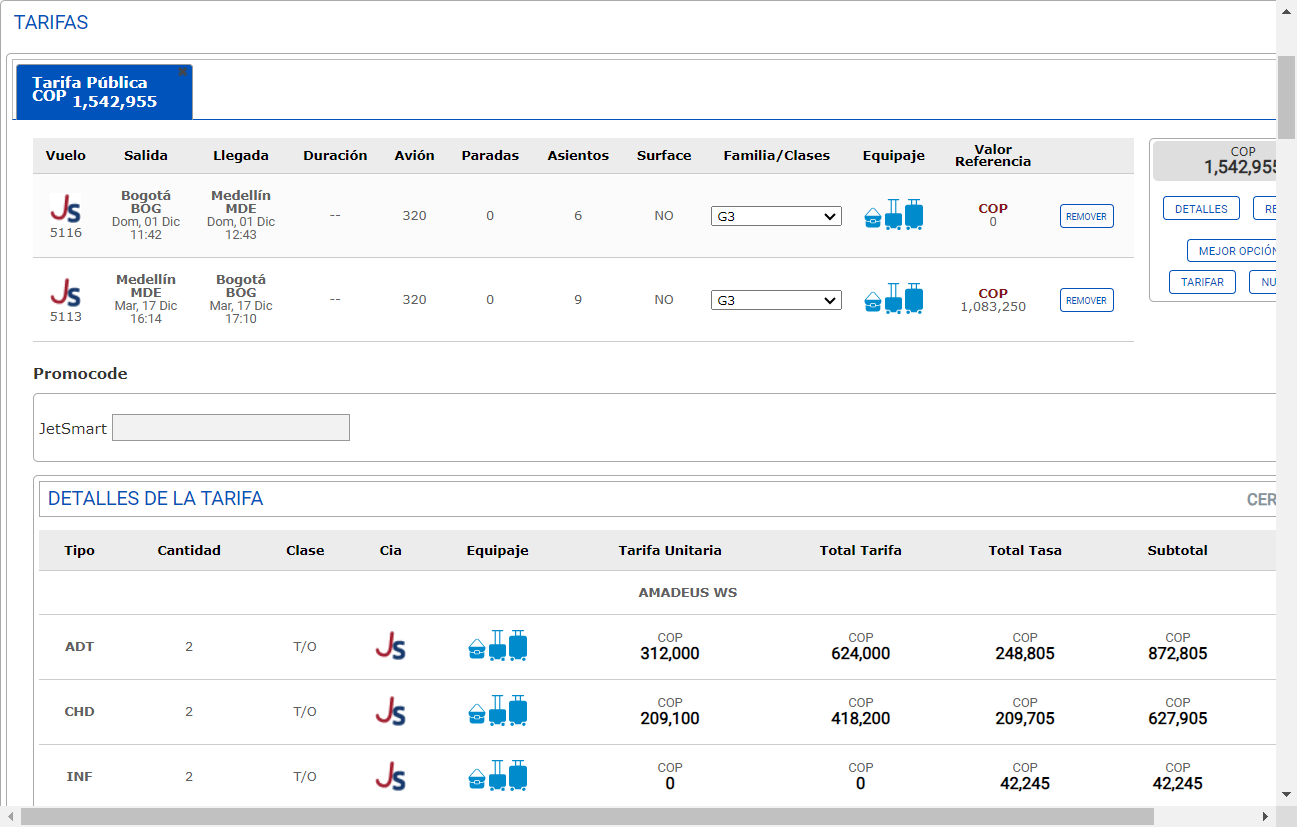 TARIFAS
Tarifa Pública
COP 1,542,955
Vuelo Salida Llegada Duración Avión Paradas Asientos Surface Familia/Clases Equipaje Valor Referencia
COP
1,542,955
JS
5116
Bogotá
BOG
Dom, 01 Dic
11:42
Medellín
MDE
Dom, 01 Dic
12:43
-- 320 0 6 NO G3
COP
0
REMOVER
DETALLES RE
MEJOR OPCIÓN
TARIFAR NU
JS
5113
Medellín
MDE
Mar, 17 Dic
16:14
Bogotá
BOG
Mar, 17 Dic
17:10
-- 320 0 9 NO G3
COP
1,083,250
REMOVER
Promocode
JetSmart
DETALLES DE LA TARIFA CER
Tipo Cantidad Clase Cia Equipaje Tarifa Unitaria Total Tarifa Total Tasa Subtotal
AMADEUS WS
ADT 2 T/O JS COP 312,000 COP 624,000 COP 248,805 COP 872,805
CHD 2 T/O JS COP 209,100 COP 418,200 COP 209,705 COP 627,905
INF 2 T/O JS COP 0 COP 0 COP 42,245 COP 42,245